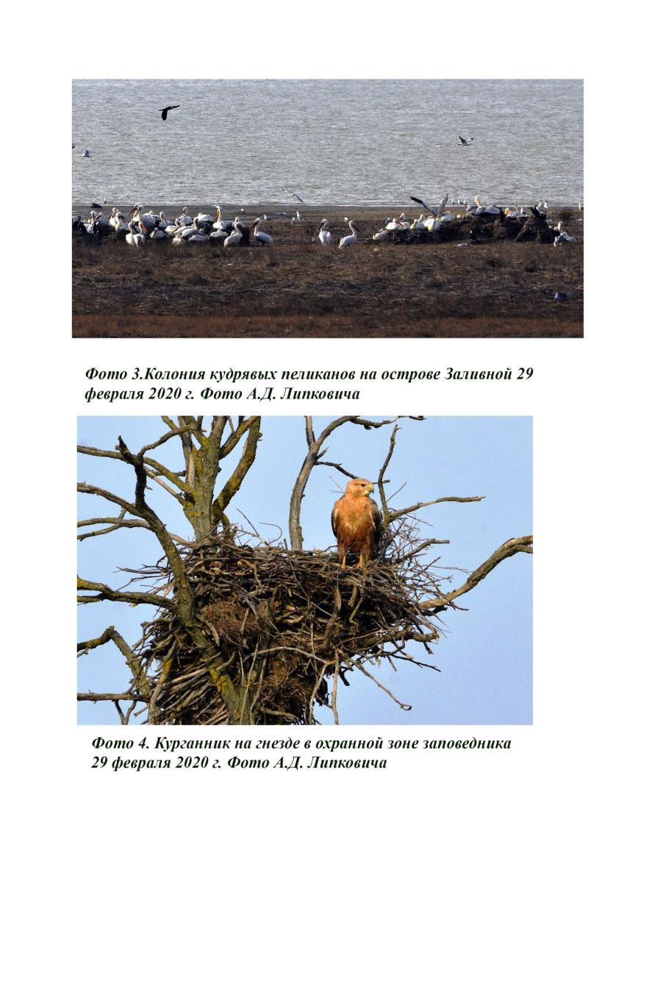 Фото 3.Колония кудрявых пеликанов на острове Заливной 29
февраля 2020 г. Фото А.Д. Липковича
Фото 4. Курганник на гнезде в охранной зоне заповедника
29 февраля 2020 г. Фото А.Д. Липковича